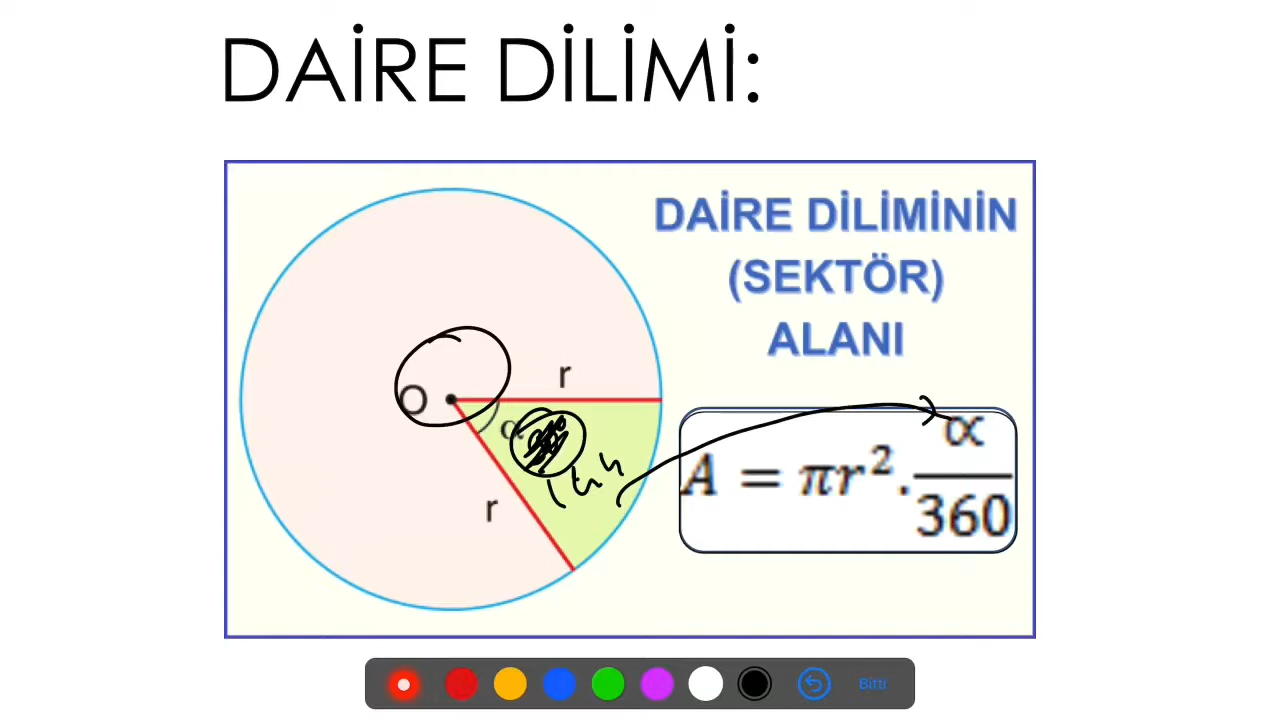 DAİRE DİLİMİ:
DAİRE DİLİMİNİN
(SEKTÖR)
ALANI
r
O
α
r
A = πr². α/360
Bitti